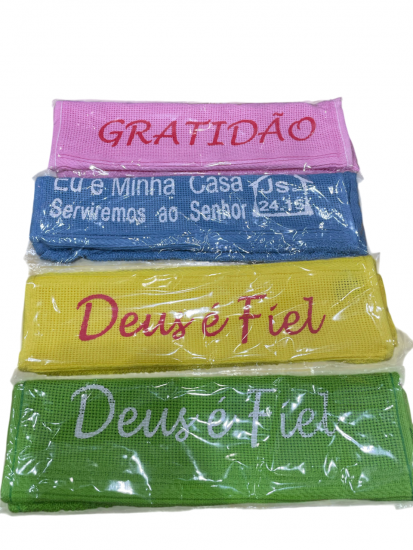 GRATIDÃO
Eu e Minha Casa
Serviremos ao Senhor
Js
24.15
Deus é Fiel
Deus é Fiel